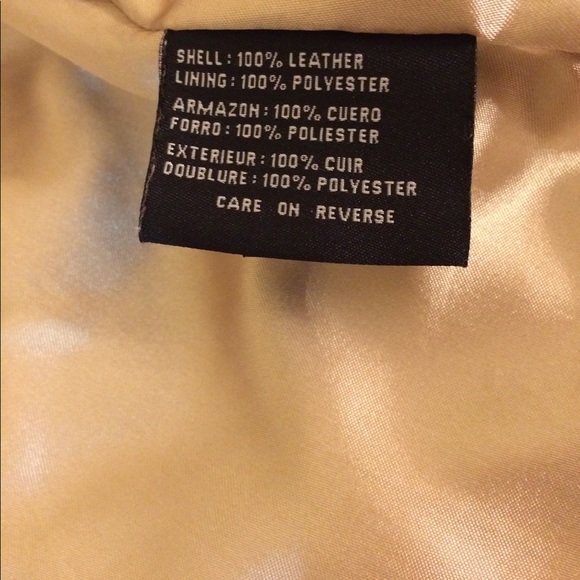 SHELL : 100% LEATHER
LINING : 100% POLYESTER
ARMAZON : 100% CUERO
FORRO : 100% POLIESTER
EXTERIEUR : 100% CUIR
DOUBLURE : 100% POLYESTER
CARE ON REVERSE